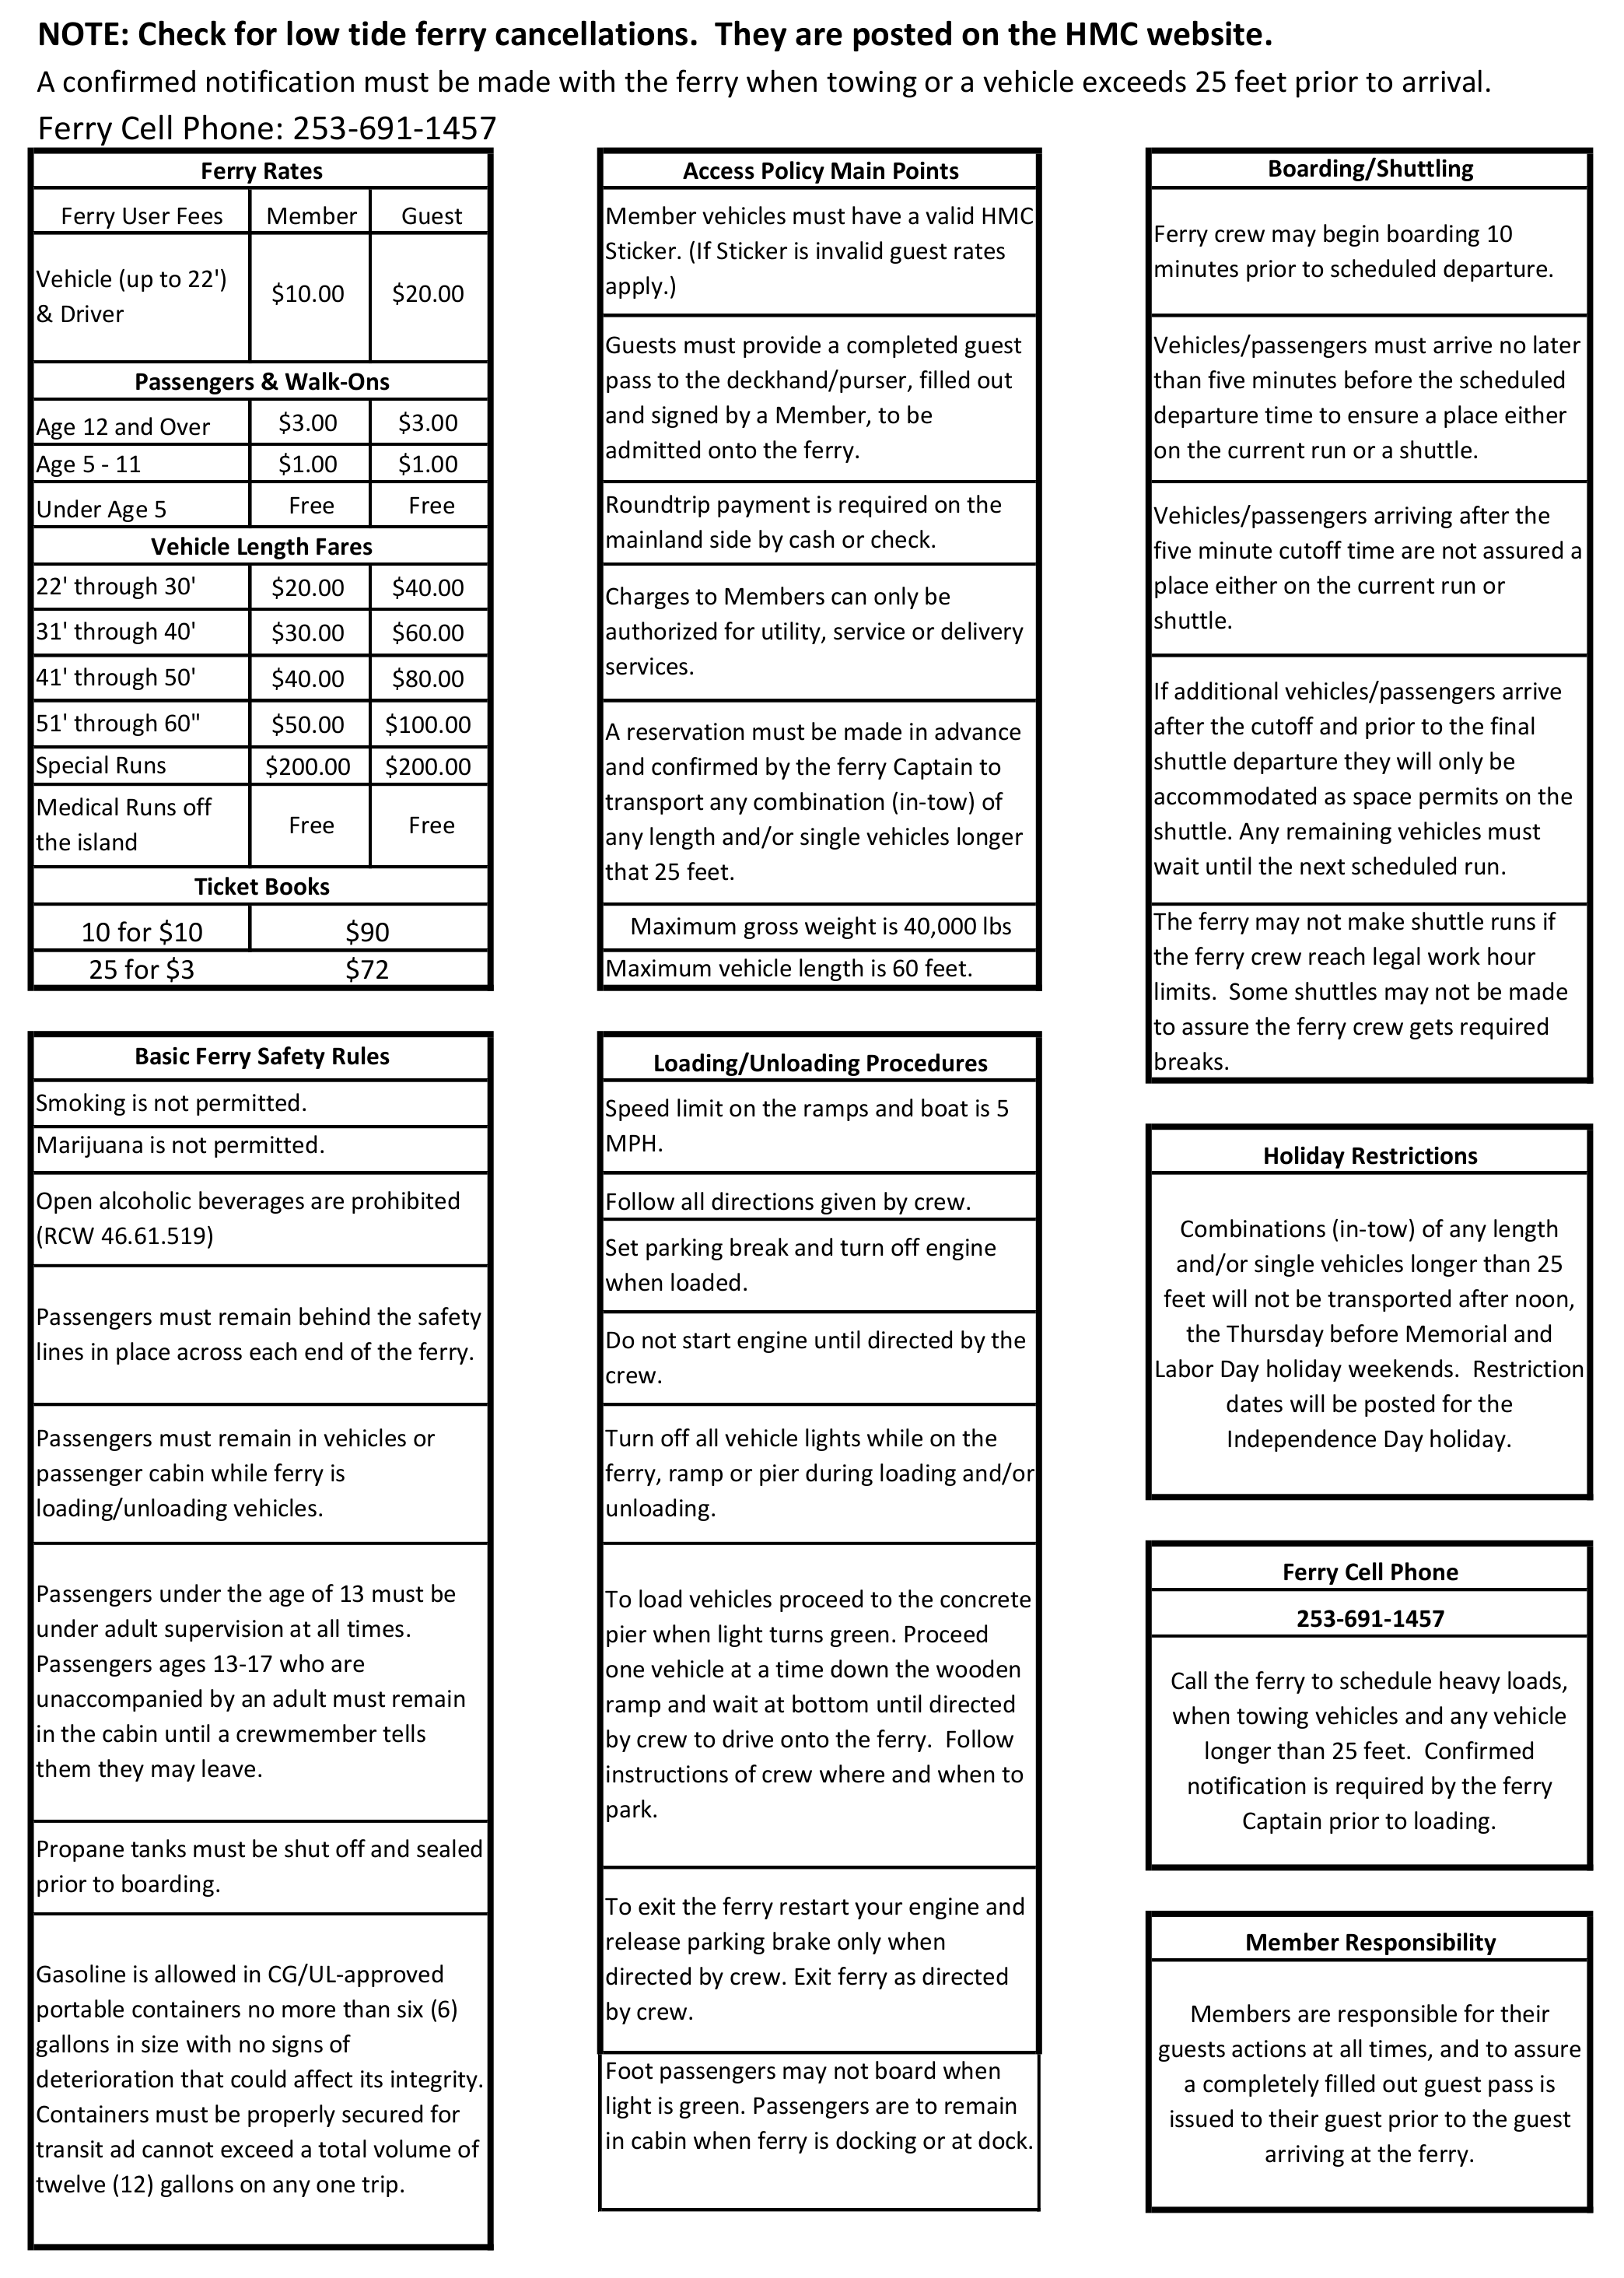 NOTE: Check for low tide ferry cancellations.  They are posted on the HMC website.
A confirmed notification must be made with the ferry when towing or a vehicle exceeds 25 feet prior to arrival.
Ferry Cell Phone: 253-691-1457
Ferry Rates
Ferry User Fees Member Guest
Vehicle (up to 22')
& Driver
$10.00 $20.00
Passengers & Walk-Ons
Age 12 and Over $3.00 $3.00
Age 5 - 11 $1.00 $1.00
Under Age 5 Free Free
Vehicle Length Fares
22' through 30' $20.00 $40.00
31' through 40' $30.00 $60.00
41' through 50' $40.00 $80.00
51' through 60" $50.00 $100.00
Special Runs $200.00 $200.00
Medical Runs off
the island
Free Free
Ticket Books
10 for $10 $90
25 for $3 $72
Basic Ferry Safety Rules
Smoking is not permitted.
Marijuana is not permitted.
Open alcoholic beverages are prohibited
(RCW 46.61.519)
Passengers must remain behind the safety
lines in place across each end of the ferry.
Passengers must remain in vehicles or
passenger cabin while ferry is
loading/unloading vehicles.
Passengers under the age of 13 must be
under adult supervision at all times.
Passengers ages 13-17 who are
unaccompanied by an adult must remain
in the cabin until a crewmember tells
them they may leave.
Propane tanks must be shut off and sealed
prior to boarding.
Gasoline is allowed in CG/UL-approved
portable containers no more than six (6)
gallons in size with no signs of
deterioration that could affect its integrity.
Containers must be properly secured for
transit ad cannot exceed a total volume of
twelve (12) gallons on any one trip.
Access Policy Main Points
Member vehicles must have a valid HMC
Sticker. (If Sticker is invalid guest rates
apply.)
Guests must provide a completed guest
pass to the deckhand/purser, filled out
and signed by a Member, to be
admitted onto the ferry.
Roundtrip payment is required on the
mainland side by cash or check.
Charges to Members can only be
authorized for utility, service or delivery
services.
A reservation must be made in advance
and confirmed by the ferry Captain to
transport any combination (in-tow) of
any length and/or single vehicles longer
that 25 feet.
Maximum gross weight is 40,000 lbs
Maximum vehicle length is 60 feet.
Loading/Unloading Procedures
Speed limit on the ramps and boat is 5
MPH.
Follow all directions given by crew.
Set parking break and turn off engine
when loaded.
Do not start engine until directed by the
crew.
Turn off all vehicle lights while on the
ferry, ramp or pier during loading and/or
unloading.
To load vehicles proceed to the concrete
pier when light turns green. Proceed
one vehicle at a time down the wooden
ramp and wait at bottom until directed
by crew to drive onto the ferry.  Follow
instructions of crew where and when to
park.
To exit the ferry restart your engine and
release parking brake only when
directed by crew. Exit ferry as directed
by crew.
Foot passengers may not board when
light is green. Passengers are to remain
in cabin when ferry is docking or at dock.
Boarding/Shuttling
Ferry crew may begin boarding 10
minutes prior to scheduled departure.
Vehicles/passengers must arrive no later
than five minutes before the scheduled
departure time to ensure a place either
on the current run or a shuttle.
Vehicles/passengers arriving after the
five minute cutoff time are not assured a
place either on the current run or
shuttle.
If additional vehicles/passengers arrive
after the cutoff and prior to the final
shuttle departure they will only be
accommodated as space permits on the
shuttle. Any remaining vehicles must
wait until the next scheduled run.
The ferry may not make shuttle runs if
the ferry crew reach legal work hour
limits.  Some shuttles may not be made
to assure the ferry crew gets required
breaks.
Holiday Restrictions
Combinations (in-tow) of any length
and/or single vehicles longer than 25
feet will not be transported after noon,
the Thursday before Memorial and
Labor Day holiday weekends.  Restriction
dates will be posted for the
Independence Day holiday.
Ferry Cell Phone
253-691-1457
Call the ferry to schedule heavy loads,
when towing vehicles and any vehicle
longer than 25 feet.  Confirmed
notification is required by the ferry
Captain prior to loading.
Member Responsibility
Members are responsible for their
guests actions at all times, and to assure
a completely filled out guest pass is
issued to their guest prior to the guest
arriving at the ferry.